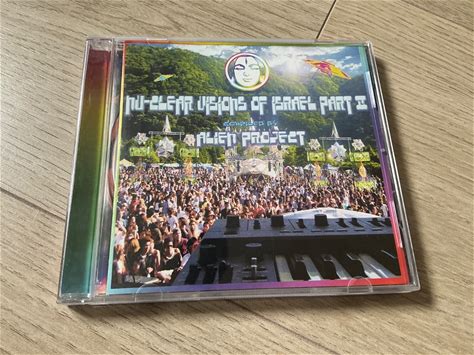 NU-CLEAR VISIONS OF ISRAEL PART II
COMPILED BY
ALIEN PROJECT